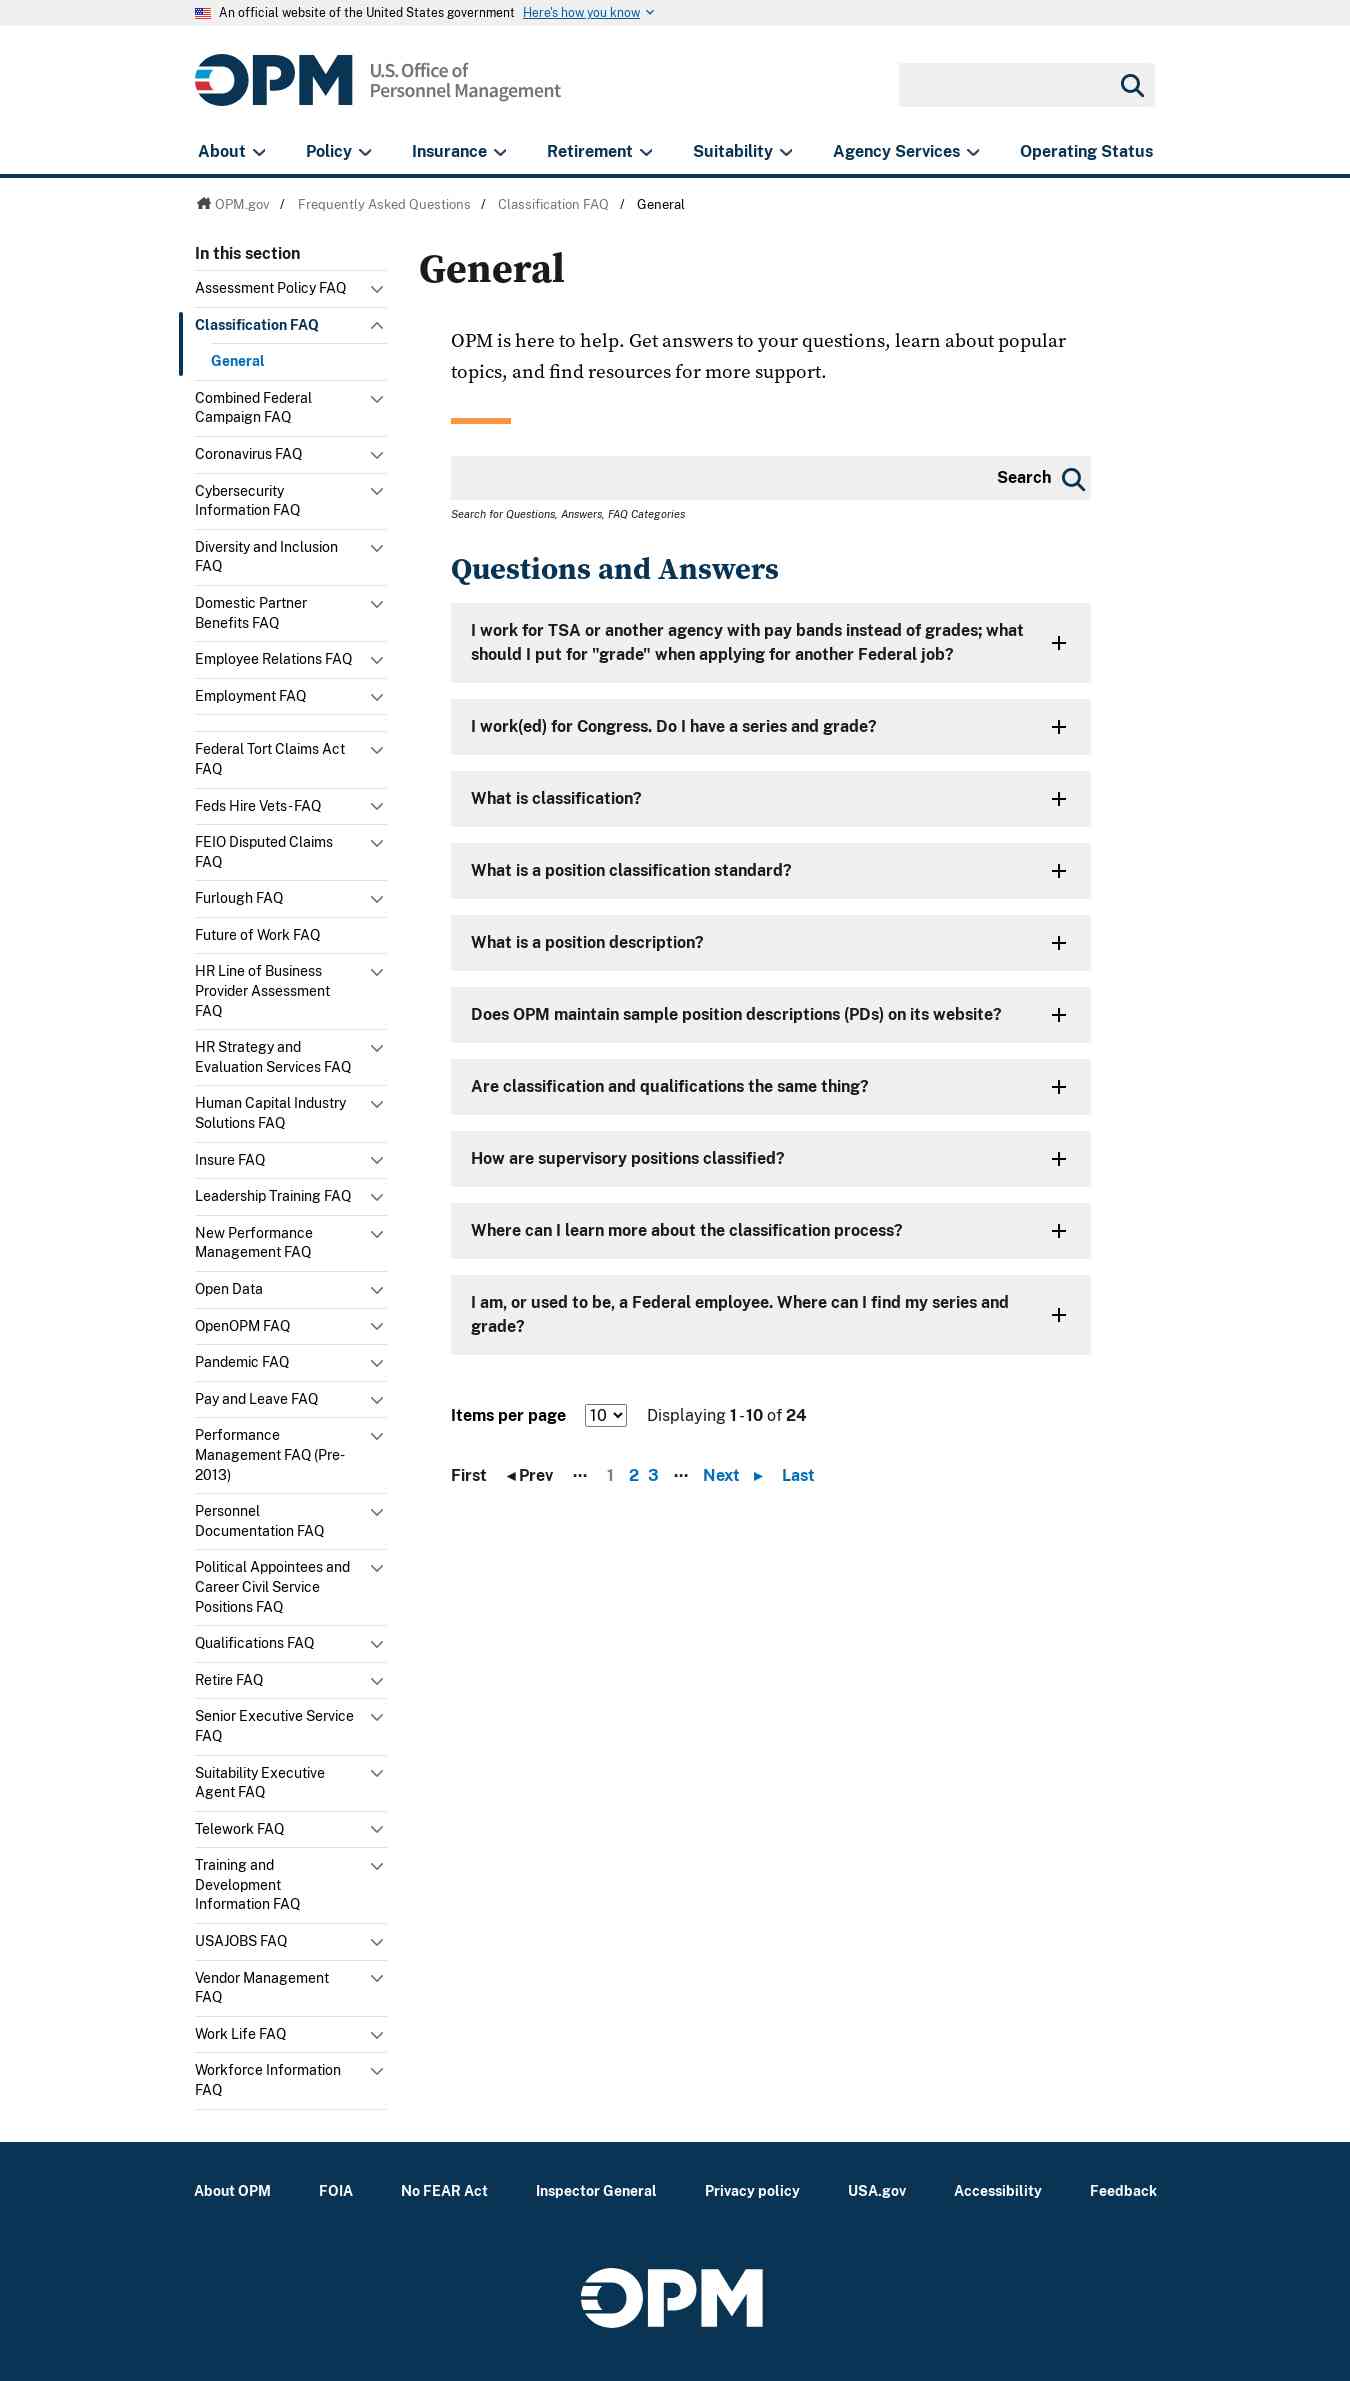 An official website of the United States government Here's how you know
OPM U.S. Office of
Personnel Management
About Policy Insurance Retirement Suitability Agency Services Operating Status
OPM.gov / Frequently Asked Questions / Classification FAQ / General
In this section
Assessment Policy FAQ
Classification FAQ
General
Combined Federal
Campaign FAQ
Coronavirus FAQ
Cybersecurity
Information FAQ
Diversity and Inclusion
FAQ
Domestic Partner
Benefits FAQ
Employee Relations FAQ
Employment FAQ
Federal Tort Claims Act
FAQ
Feds Hire Vets-FAQ
FEIO Disputed Claims
FAQ
Furlough FAQ
Future of Work FAQ
HR Line of Business
Provider Assessment
FAQ
HR Strategy and
Evaluation Services FAQ
Human Capital Industry
Solutions FAQ
Insure FAQ
Leadership Training FAQ
New Performance
Management FAQ
Open Data
OpenOPM FAQ
Pandemic FAQ
Pay and Leave FAQ
Performance
Management FAQ (Pre-
2013)
Personnel
Documentation FAQ
Political Appointees and
Career Civil Service
Positions FAQ
Qualifications FAQ
Retire FAQ
Senior Executive Service
FAQ
Suitability Executive
Agent FAQ
Telework FAQ
Training and
Development
Information FAQ
USAJOBS FAQ
Vendor Management
FAQ
Work Life FAQ
Workforce Information
FAQ
General
OPM is here to help. Get answers to your questions, learn about popular
topics, and find resources for more support.
Search
Search for Questions, Answers, FAQ Categories
Questions and Answers
I work for TSA or another agency with pay bands instead of grades; what
should I put for "grade" when applying for another Federal job?
I work(ed) for Congress. Do I have a series and grade?
What is classification?
What is a position classification standard?
What is a position description?
Does OPM maintain sample position descriptions (PDs) on its website?
Are classification and qualifications the same thing?
How are supervisory positions classified?
Where can I learn more about the classification process?
I am, or used to be, a Federal employee. Where can I find my series and
grade?
Items per page 10 Displaying 1 - 10 of 24
First ◂ Prev ··· 1 2 3 ··· Next ▸ Last
About OPM FOIA No FEAR Act Inspector General Privacy policy USA.gov Accessibility Feedback
OPM